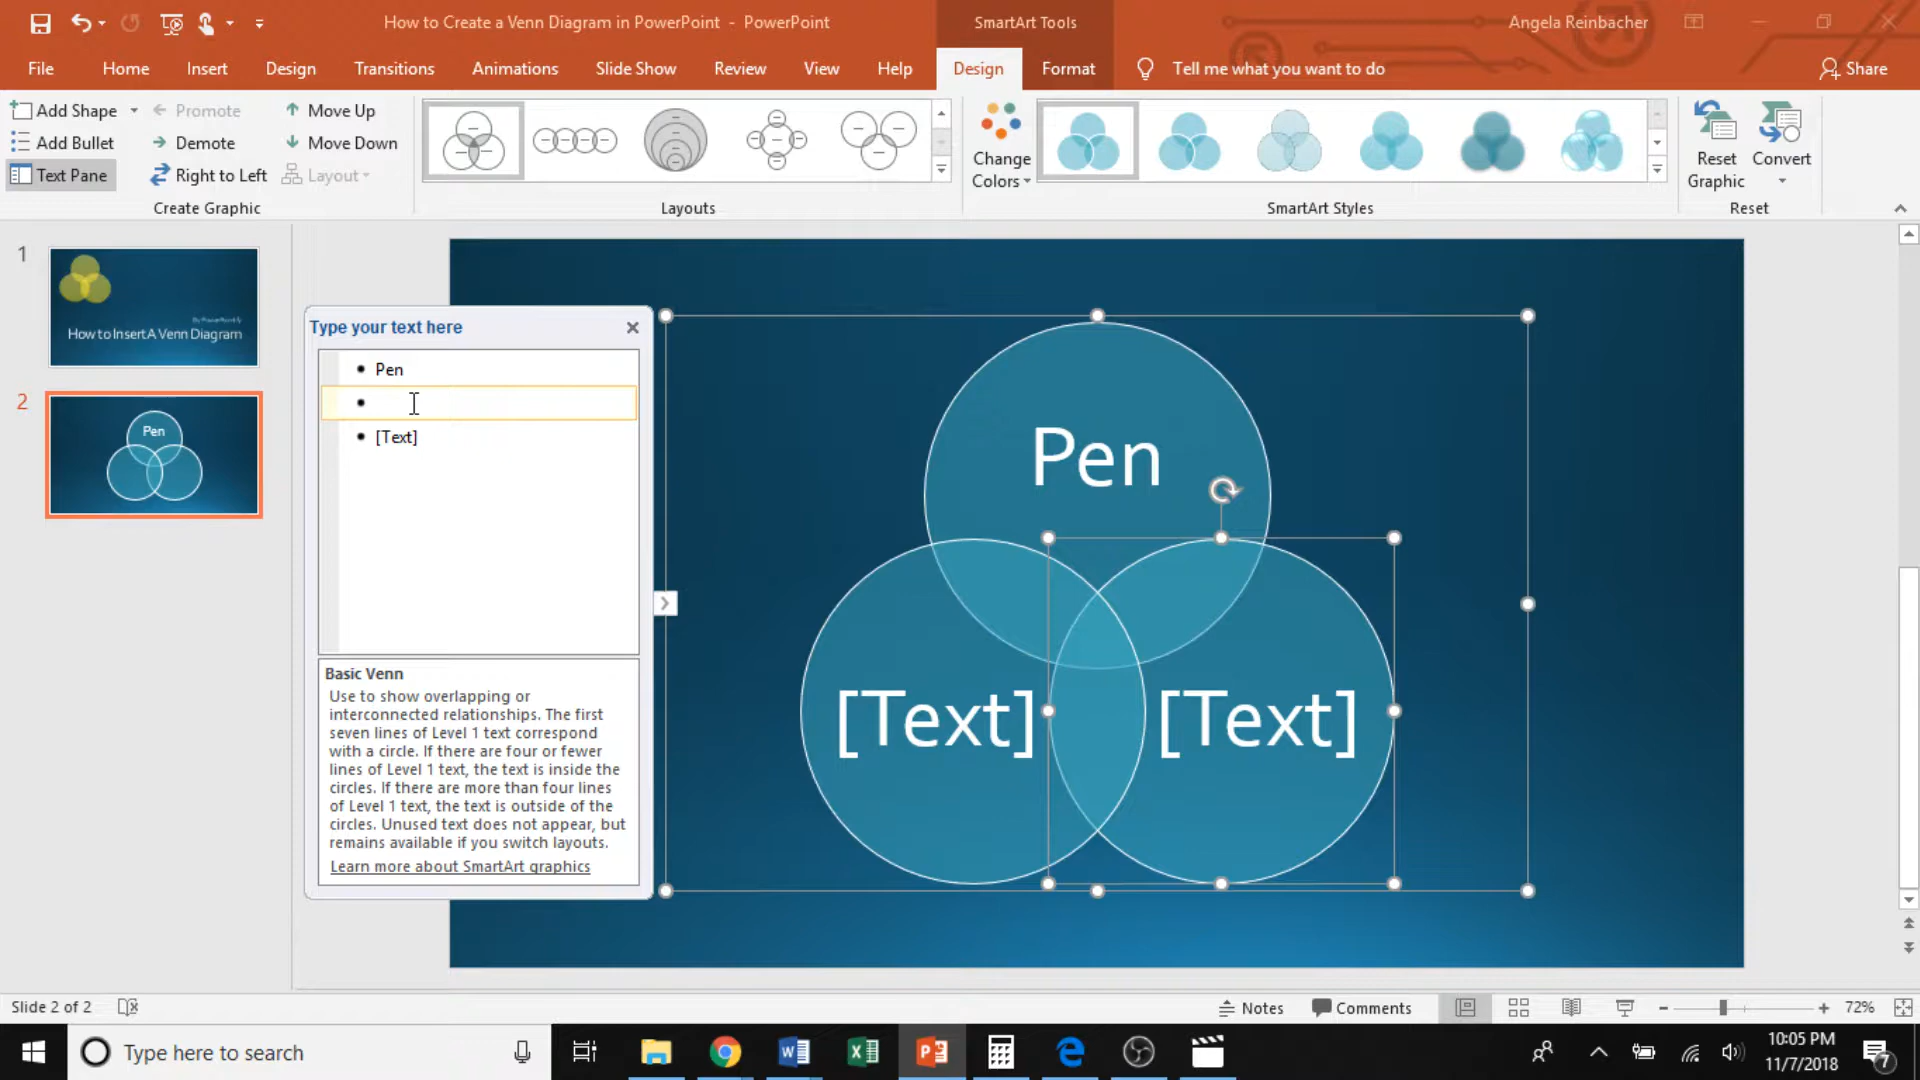 How to Create a Venn Diagram in PowerPoint - PowerPoint
SmartArt Tools
Angela Reinbacher
File Home Insert Design Transitions Animations Slide Show Review View Help Design Format Tell me what you want to do Share
Add Shape Promote Move Up
Add Bullet Demote Move Down
Text Pane Right to Left Layout
Create Graphic
Layouts
Change
Colors
SmartArt Styles
Reset
Graphic
Convert
Reset
1
How to Insert A Venn Diagram
2
Pen
Type your text here
Pen
[Text]
Basic Venn
Use to show overlapping or
interconnected relationships. The first
seven lines of Level 1 text correspond
with a circle. If there are four or fewer
lines of Level 1 text, the text is inside the
circles. If there are more than four lines
of Level 1 text, the text is outside of the
circles. Unused text does not appear, but
remains available if you switch layouts.
Learn more about SmartArt graphics
Pen
[Text] [Text]
Slide 2 of 2
Notes Comments 72%
Type here to search
10:05 PM
11/7/2018
7